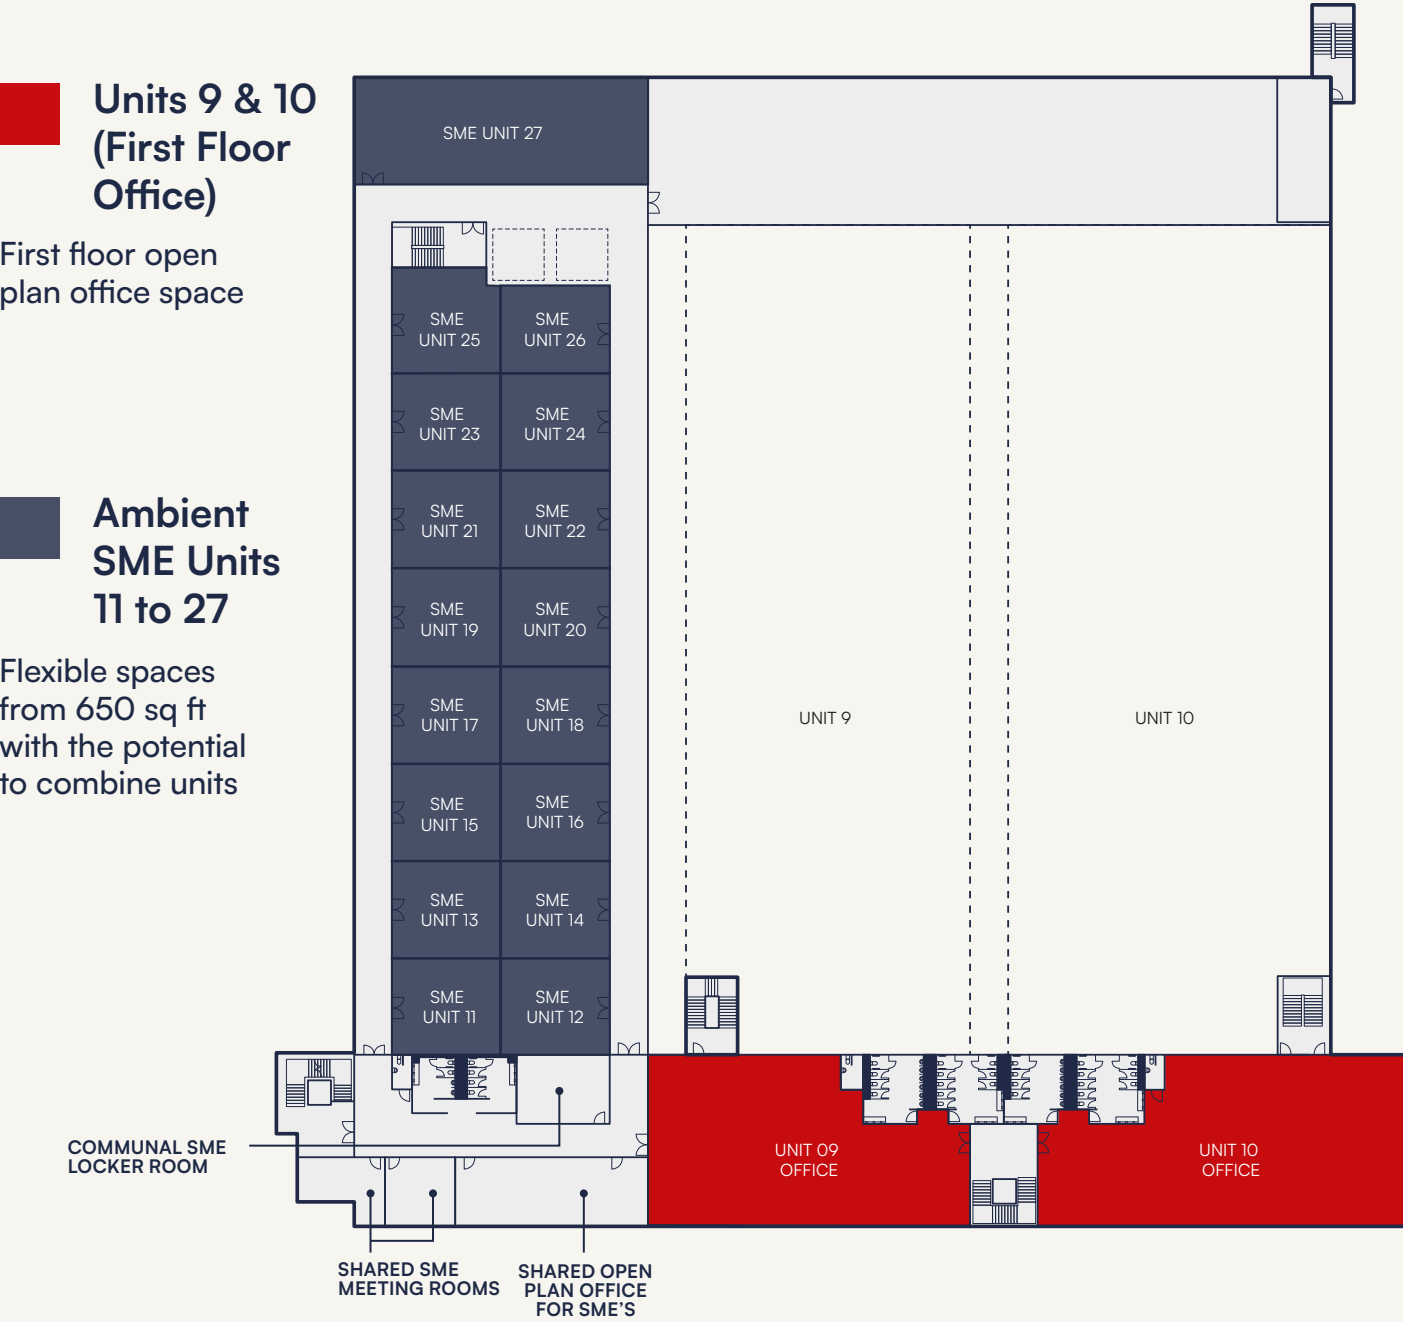 Units 9 & 10
(First Floor
Office)
First floor open
plan office space
Ambient
SME Units
11 to 27
Flexible spaces
from 650 sq ft
with the potential
to combine units
SME UNIT 27
SME
UNIT 25
SME
UNIT 26
SME
UNIT 23
SME
UNIT 24
SME
UNIT 21
SME
UNIT 22
SME
UNIT 19
SME
UNIT 20
SME
UNIT 17
SME
UNIT 18
SME
UNIT 15
SME
UNIT 16
SME
UNIT 13
SME
UNIT 14
SME
UNIT 11
SME
UNIT 12
UNIT 9
UNIT 10
UNIT 09
OFFICE
UNIT 10
OFFICE
COMMUNAL SME
LOCKER ROOM
SHARED SME
MEETING ROOMS
SHARED OPEN
PLAN OFFICE
FOR SME'S